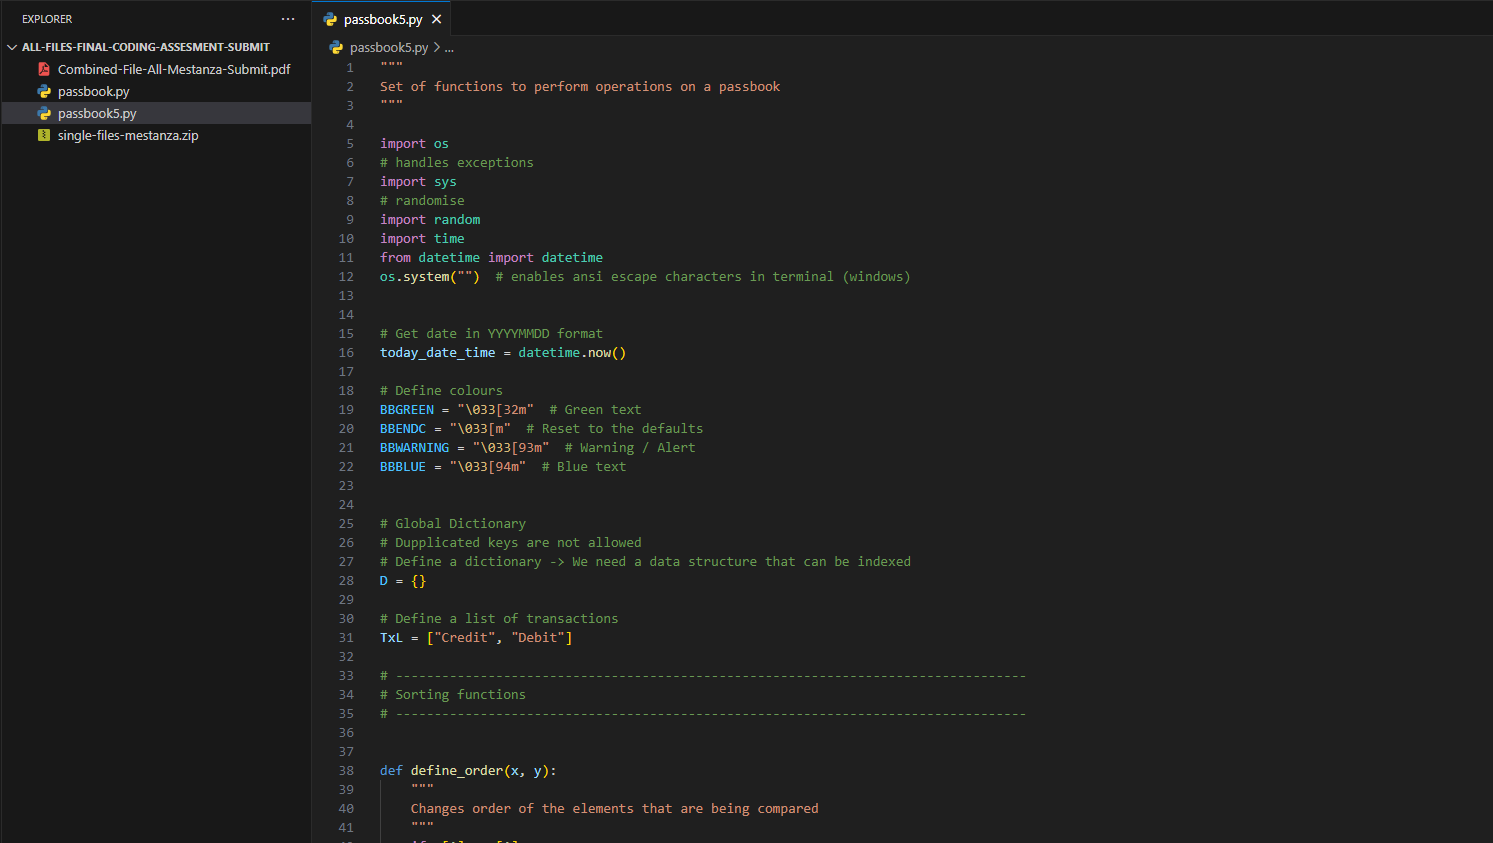 EXPLORER
...
ALL-FILES-FINAL-CODING-ASSESMENT-SUBMIT
Combined-File-All-Mestanza-Submit.pdf
passbook.py
passbook5.py
single-files-mestanza.zip
passbook5.py ×
passbook5.py > ...
1 """
2 Set of functions to perform operations on a passbook
3 """
4
5 import os
6 # handles exceptions
7 import sys
8 # randomise
9 import random
10 import time
11 from datetime import datetime
12 os.system("")  # enables ansi escape characters in terminal (windows)
13
14
15 # Get date in YYYYMMDD format
16 today_date_time = datetime.now()
17
18 # Define colours
19 BBGREEN = "\033[32m"  # Green text
20 BBENDC = "\033[m"  # Reset to the defaults
21 BBWARNING = "\033[93m"  # Warning / Alert
22 BBBLUE = "\033[94m"  # Blue text
23
24
25 # Global Dictionary
26 # Dupplicated keys are not allowed
27 # Define a dictionary -> We need a data structure that can be indexed
28 D = {}
29
30 # Define a list of transactions
31 TxL = ["Credit", "Debit"]
32
33 # ----------------------------------------------------------------------------------
34 # Sorting functions
35 # ----------------------------------------------------------------------------------
36
37
38 def define_order(x, y):
39     """
40     Changes order of the elements that are being compared
41     """